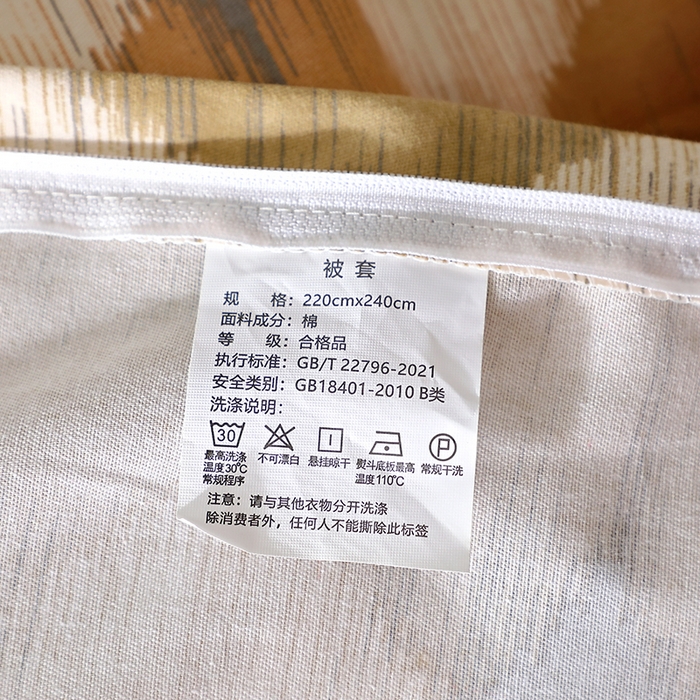 被套
规 格：220cmx240cm
面料成分：棉
等 级：合格品
执行标准：GB/T 22796-2021
安全类别：GB18401-2010 B类
洗涤说明：
30 P
最高洗涤 不可漂白 悬挂晾干 熨斗底板最高 常规干洗
温度30℃ 温度110℃
常规程序
注意：请与其他衣物分开洗涤
除消费者外，任何人不能撕除此标签